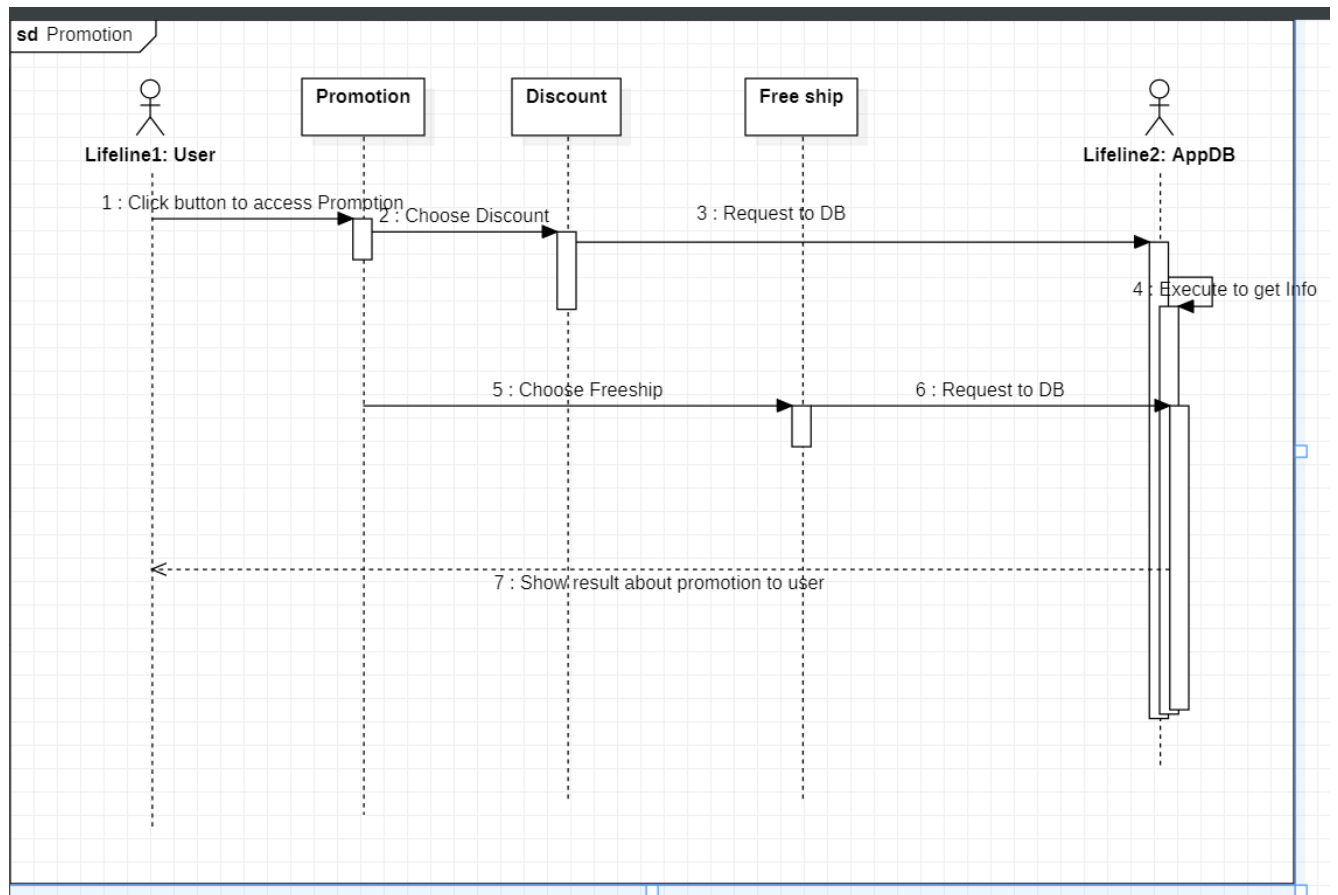 sd Promotion
Promotion
Discount
Free ship
Lifeline1: User
Lifeline2: AppDB
1 : Click button to access Promotion
2 : Choose Discount
3 : Request to DB
4 : Execute to get Info
5 : Choose Freeship
6 : Request to DB
7 : Show result about promotion to user